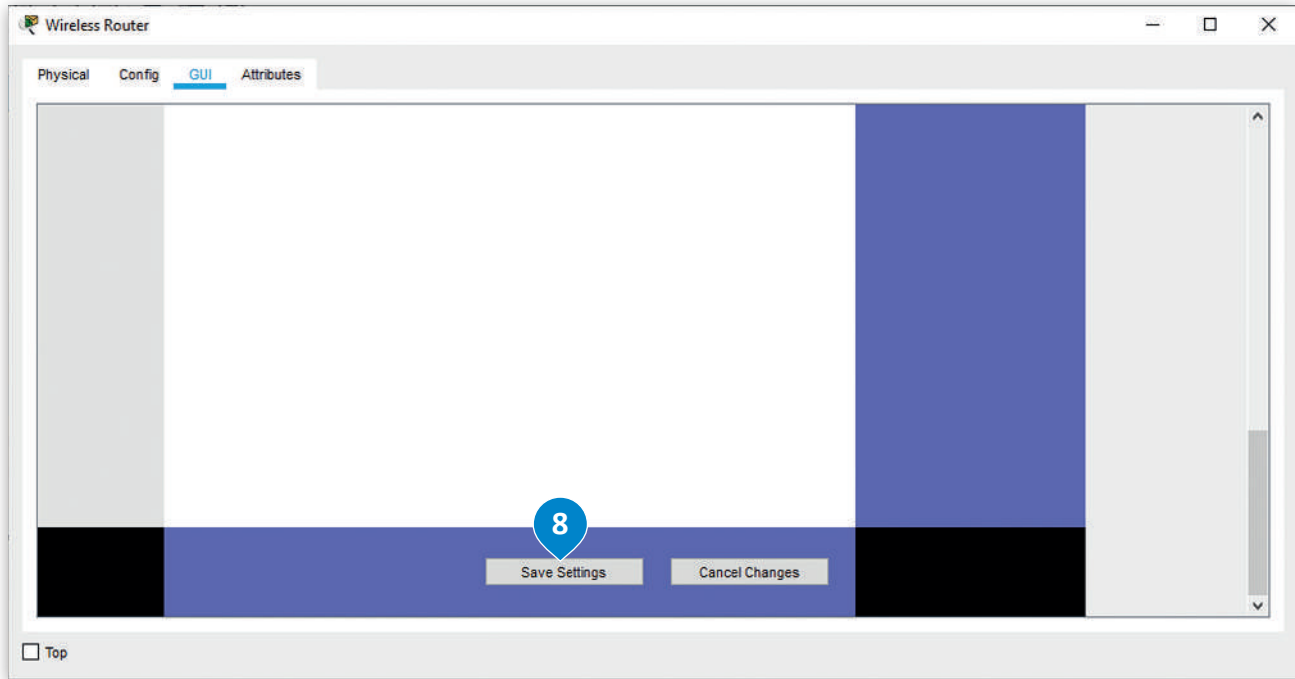 Wireless Router
Physical Config GUI Attributes
8
Save Settings Cancel Changes
Top